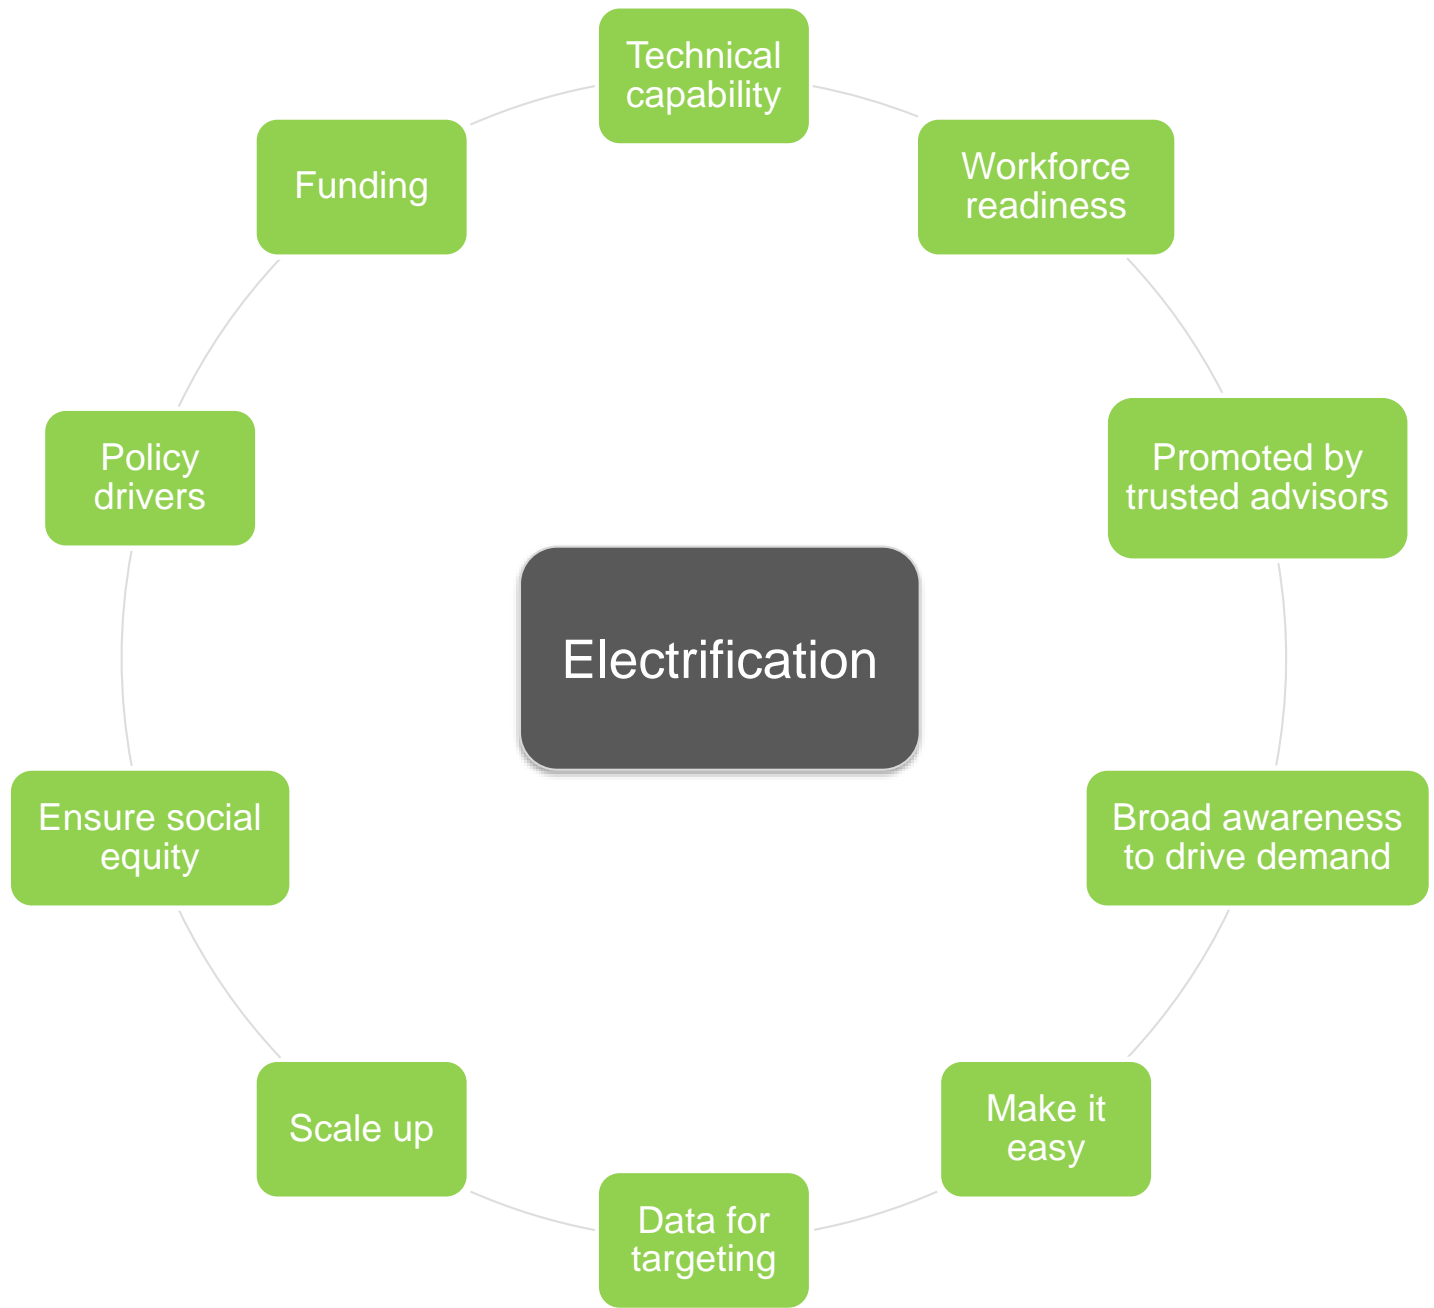 Technical
capability
Workforce
readiness
Promoted by
trusted advisors
Broad awareness
to drive demand
Make it
easy
Data for
targeting
Scale up
Ensure social
equity
Policy
drivers
Funding
Electrification